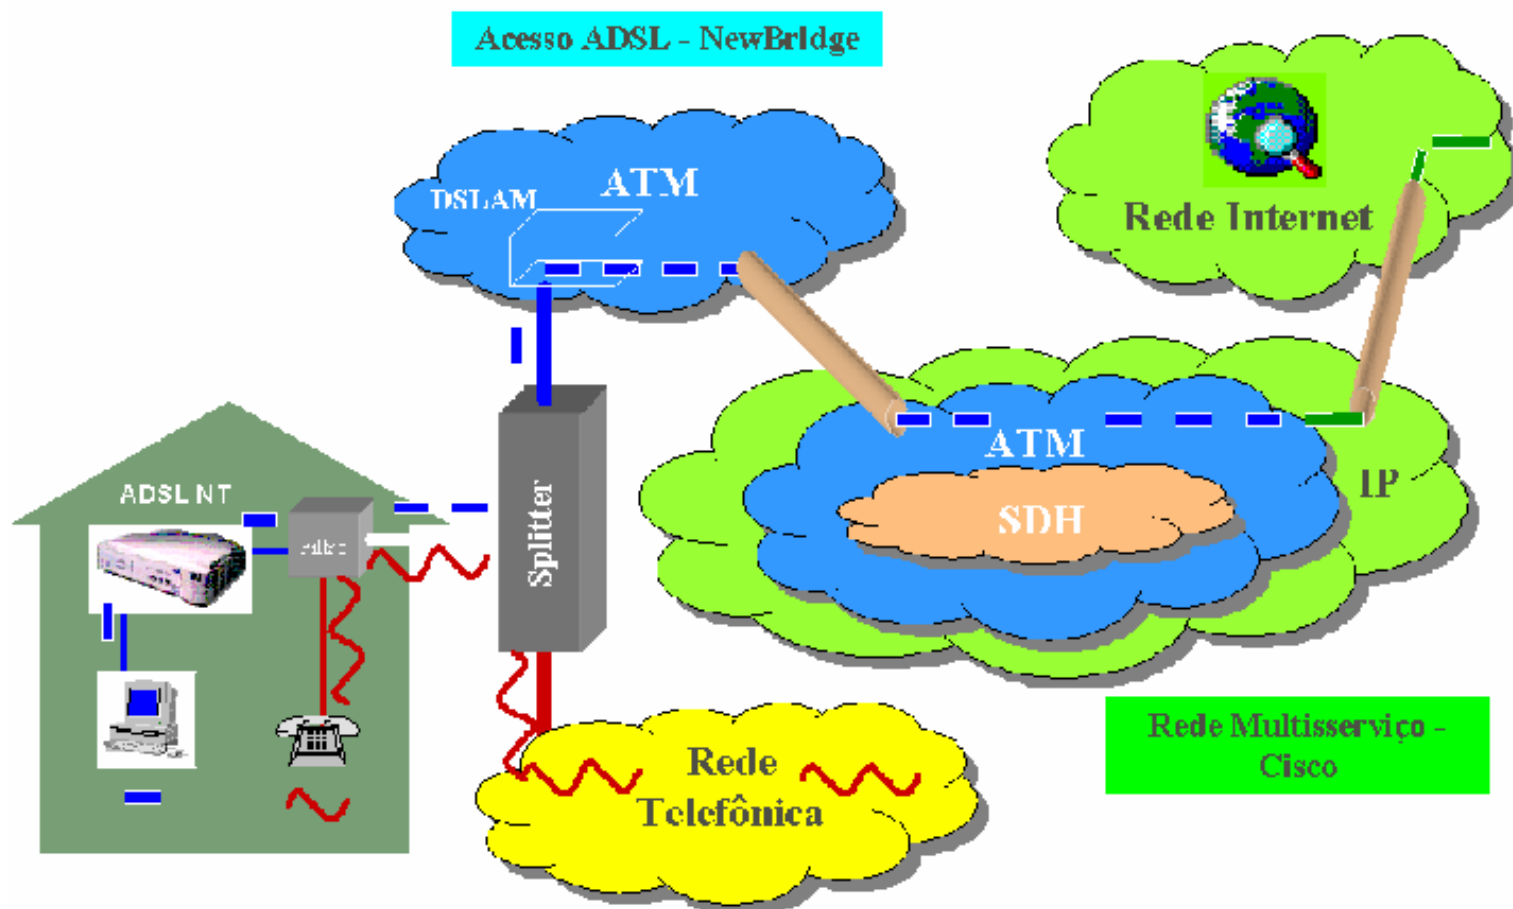 Acesso ADSL - NewBridge
ATM
DSLAM
Rede Internet
ATM
IP
SDH
ADSL NT
Splitter
Rede
Telefônica
Rede Multisserviço -
Cisco